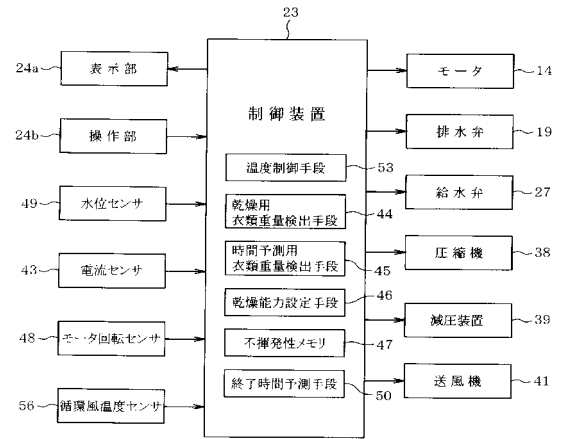 23
24a
表示部
モータ
14
制御装置
24b
操作部
排水弁
19
温度制御手段
53
49
水位センサ
乾燥用
衣類重量検出手段
44
給水弁
27
43
電流センサ
時間予測用
衣類重量検出手段
45
圧縮機
38
乾燥能力設定手段
46
48
モータ回転センサ
不揮発性メモリ
47
減圧装置
39
56
循環風温度センサ
終了時間予測手段
50
送風機
41